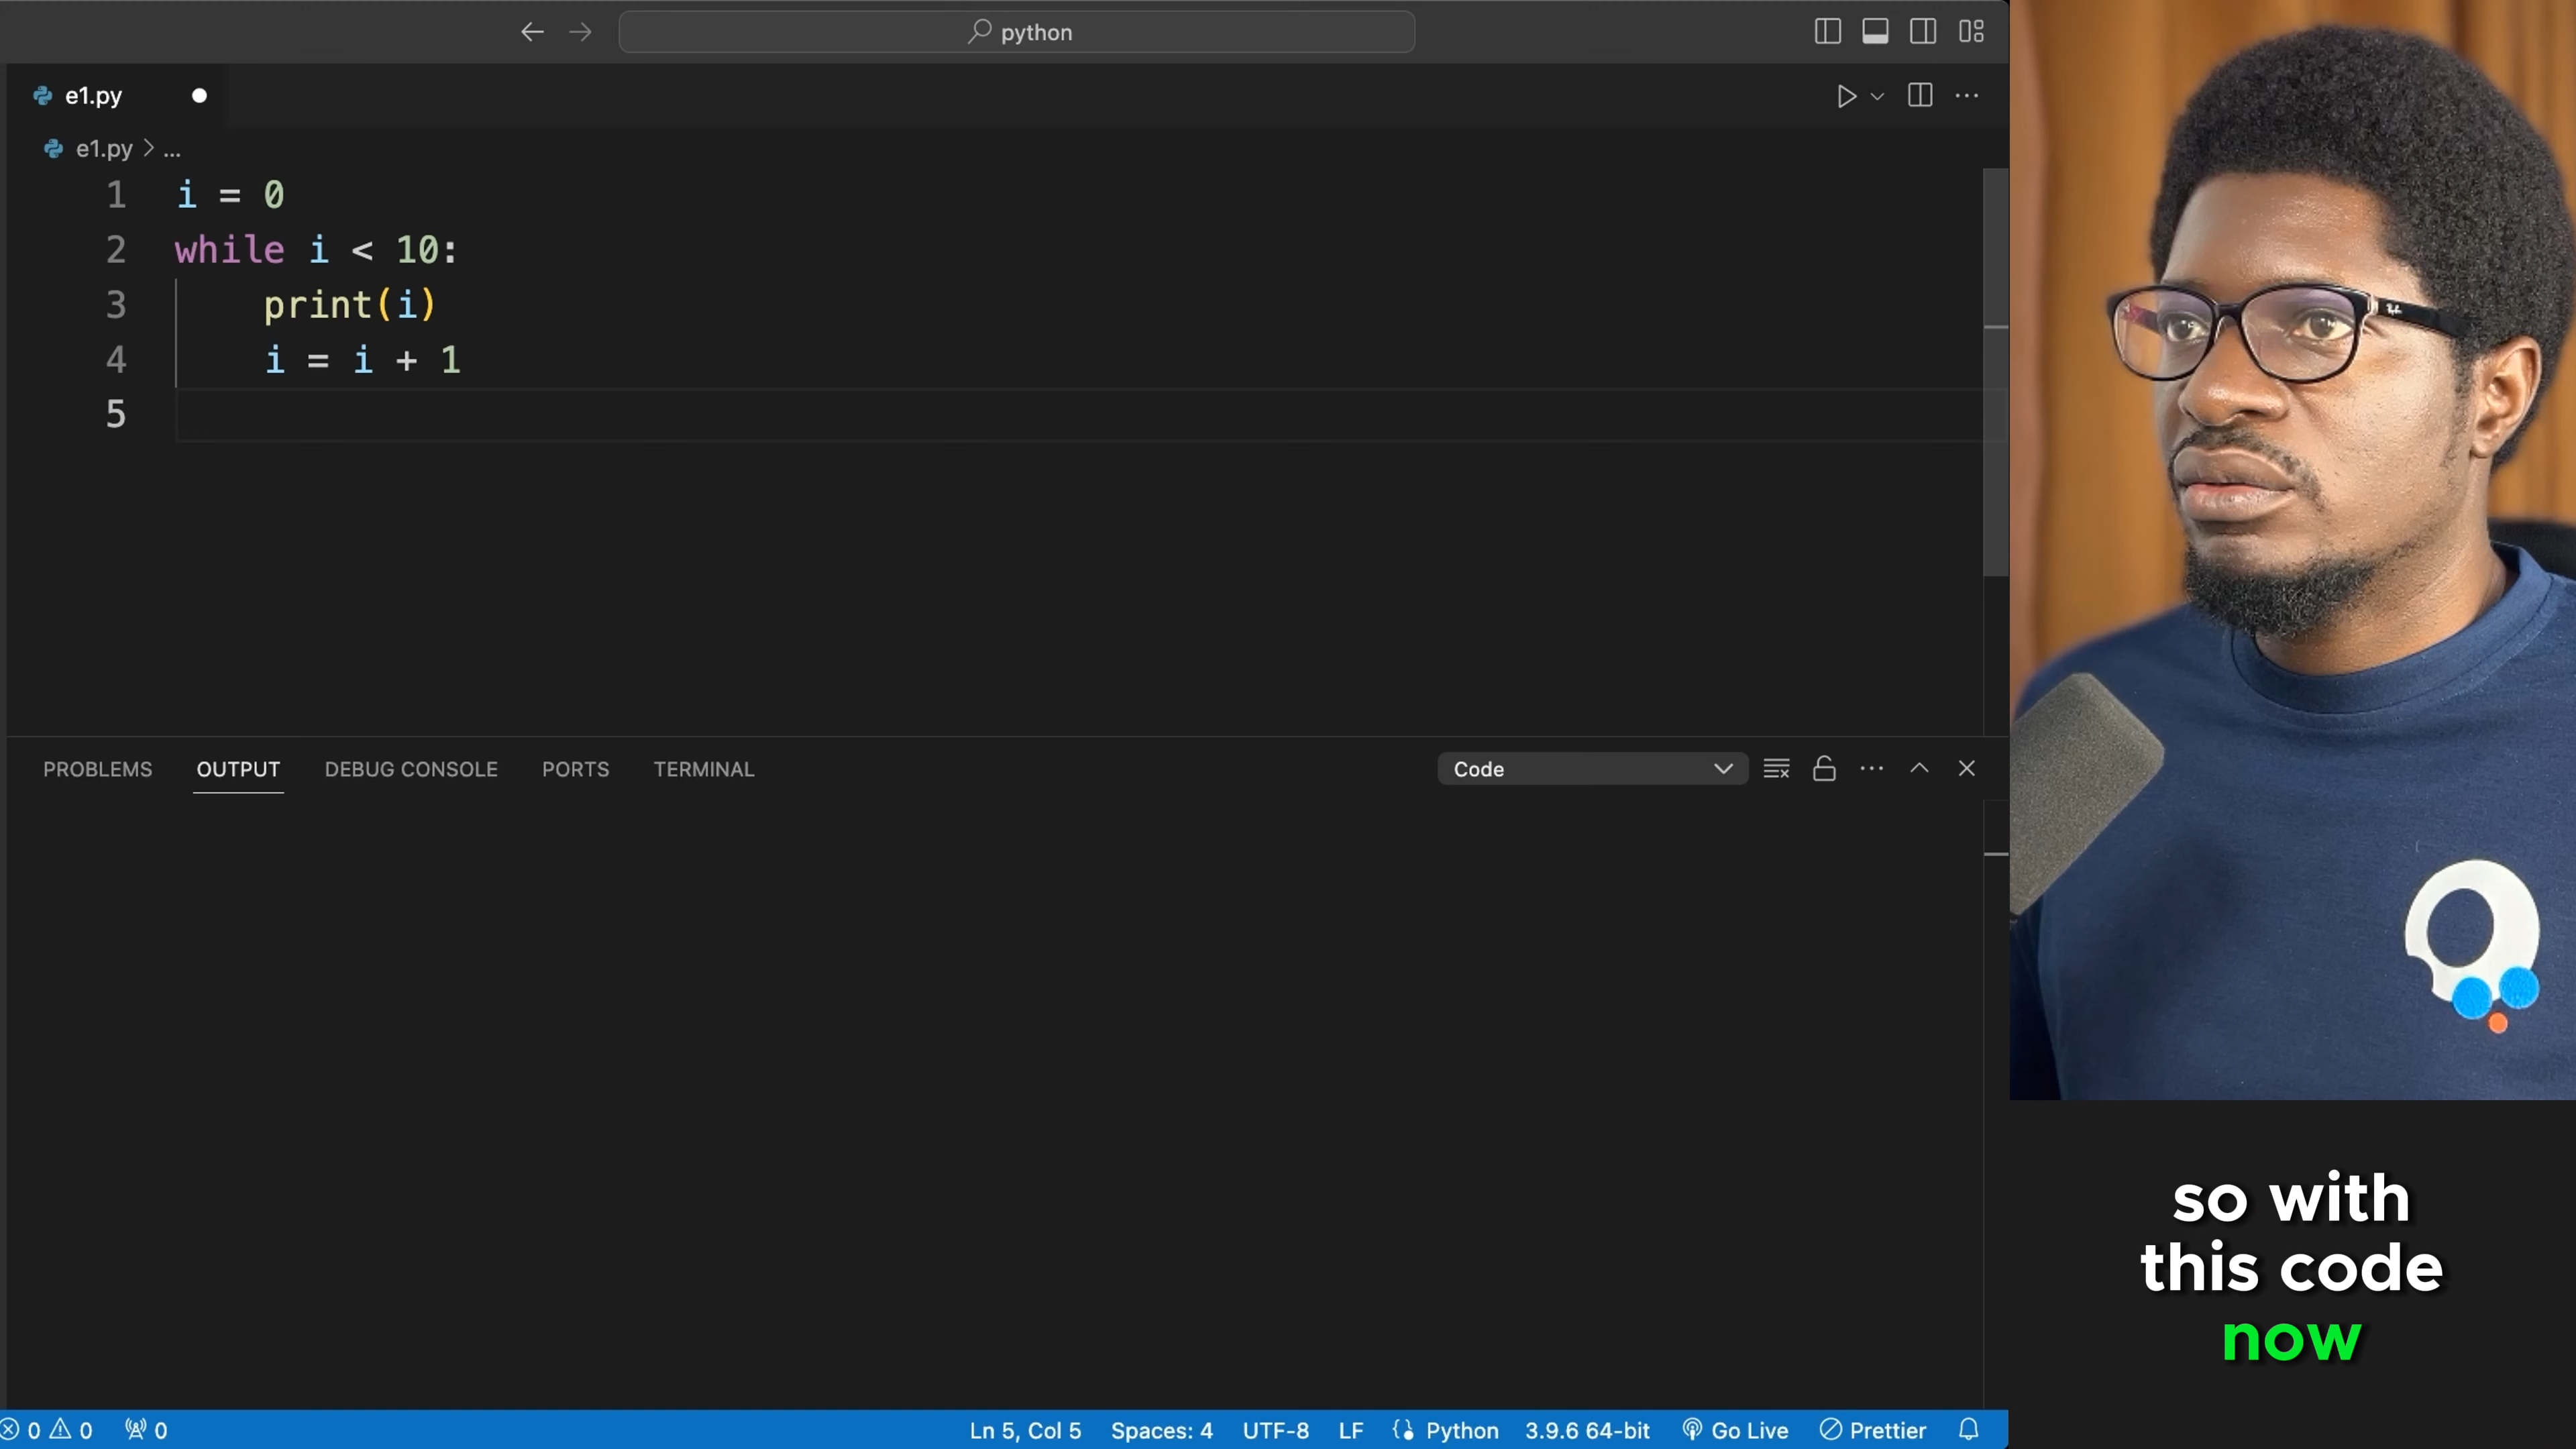 python
e1.py
e1.py > ...
1 i = 0
2 while i < 10:
3 print(i)
4 i = i + 1
5
PROBLEMS OUTPUT DEBUG CONSOLE PORTS TERMINAL
Code
0 0 0
Ln 5, Col 5 Spaces: 4 UTF-8 LF Python 3.9.6 64-bit Go Live Prettier
so with
this code
now